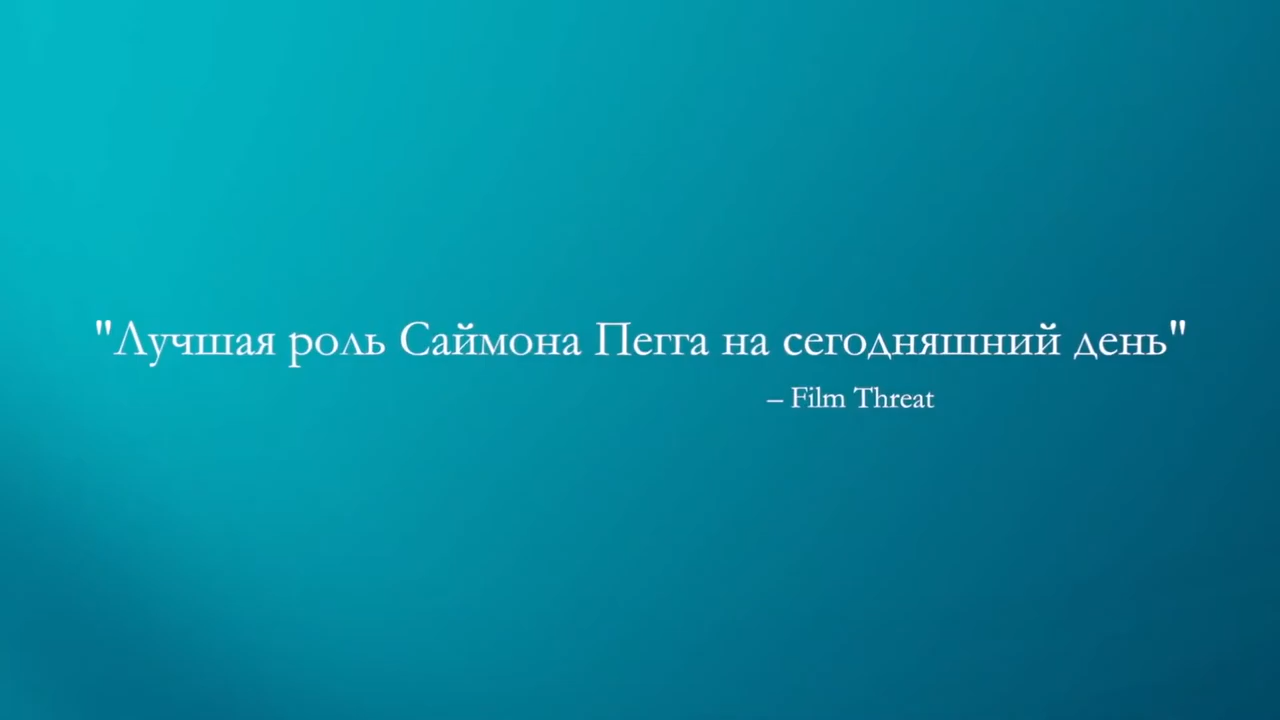 "Лучшая роль Саймона Пегга на сегодняшний день"
– Film Threat